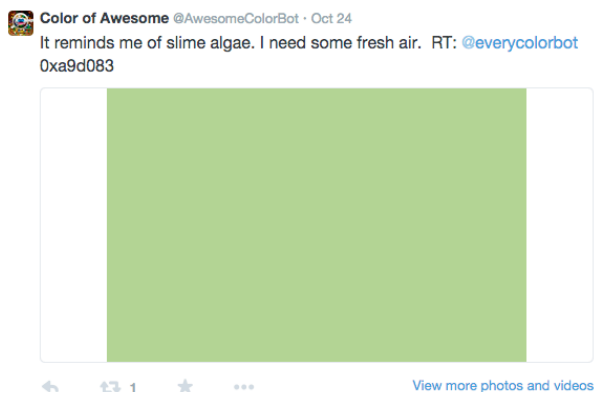 Color of Awesome @AwesomeColorBot · Oct 24
It reminds me of slime algae. I need some fresh air.  RT: @everycolorbot
0xa9d083
1
View more photos and videos